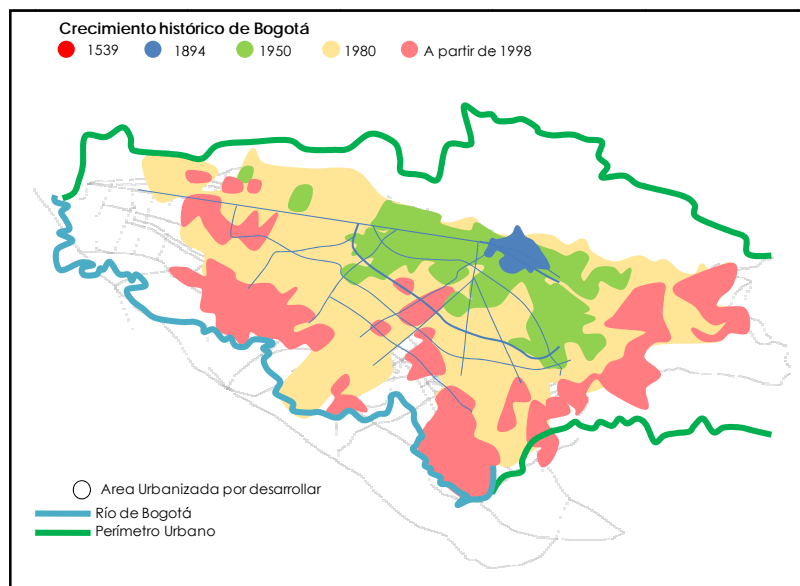 Crecimiento histórico de Bogotá
1539 1894 1950 1980 A partir de 1998
Area Urbanizada por desarrollar
Río de Bogotá
Perímetro Urbano